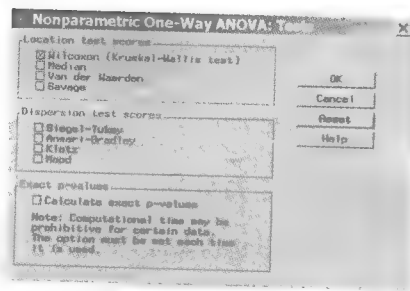 Nonparametric One-Way ANOVA:
Location test scores
Wilcoxon (Kruskal-Wallis test)
Median
Van der Waerden
Savage
OK
Cancel
Reset
Help
Dispersion test scores
Siegel-Tukey
Ansari-Bradley
Klotz
Mood
Exact p-values
Calculate exact p-values
Note: Computational time may be
prohibitive for certain data.
The option must be set each time
it is used.